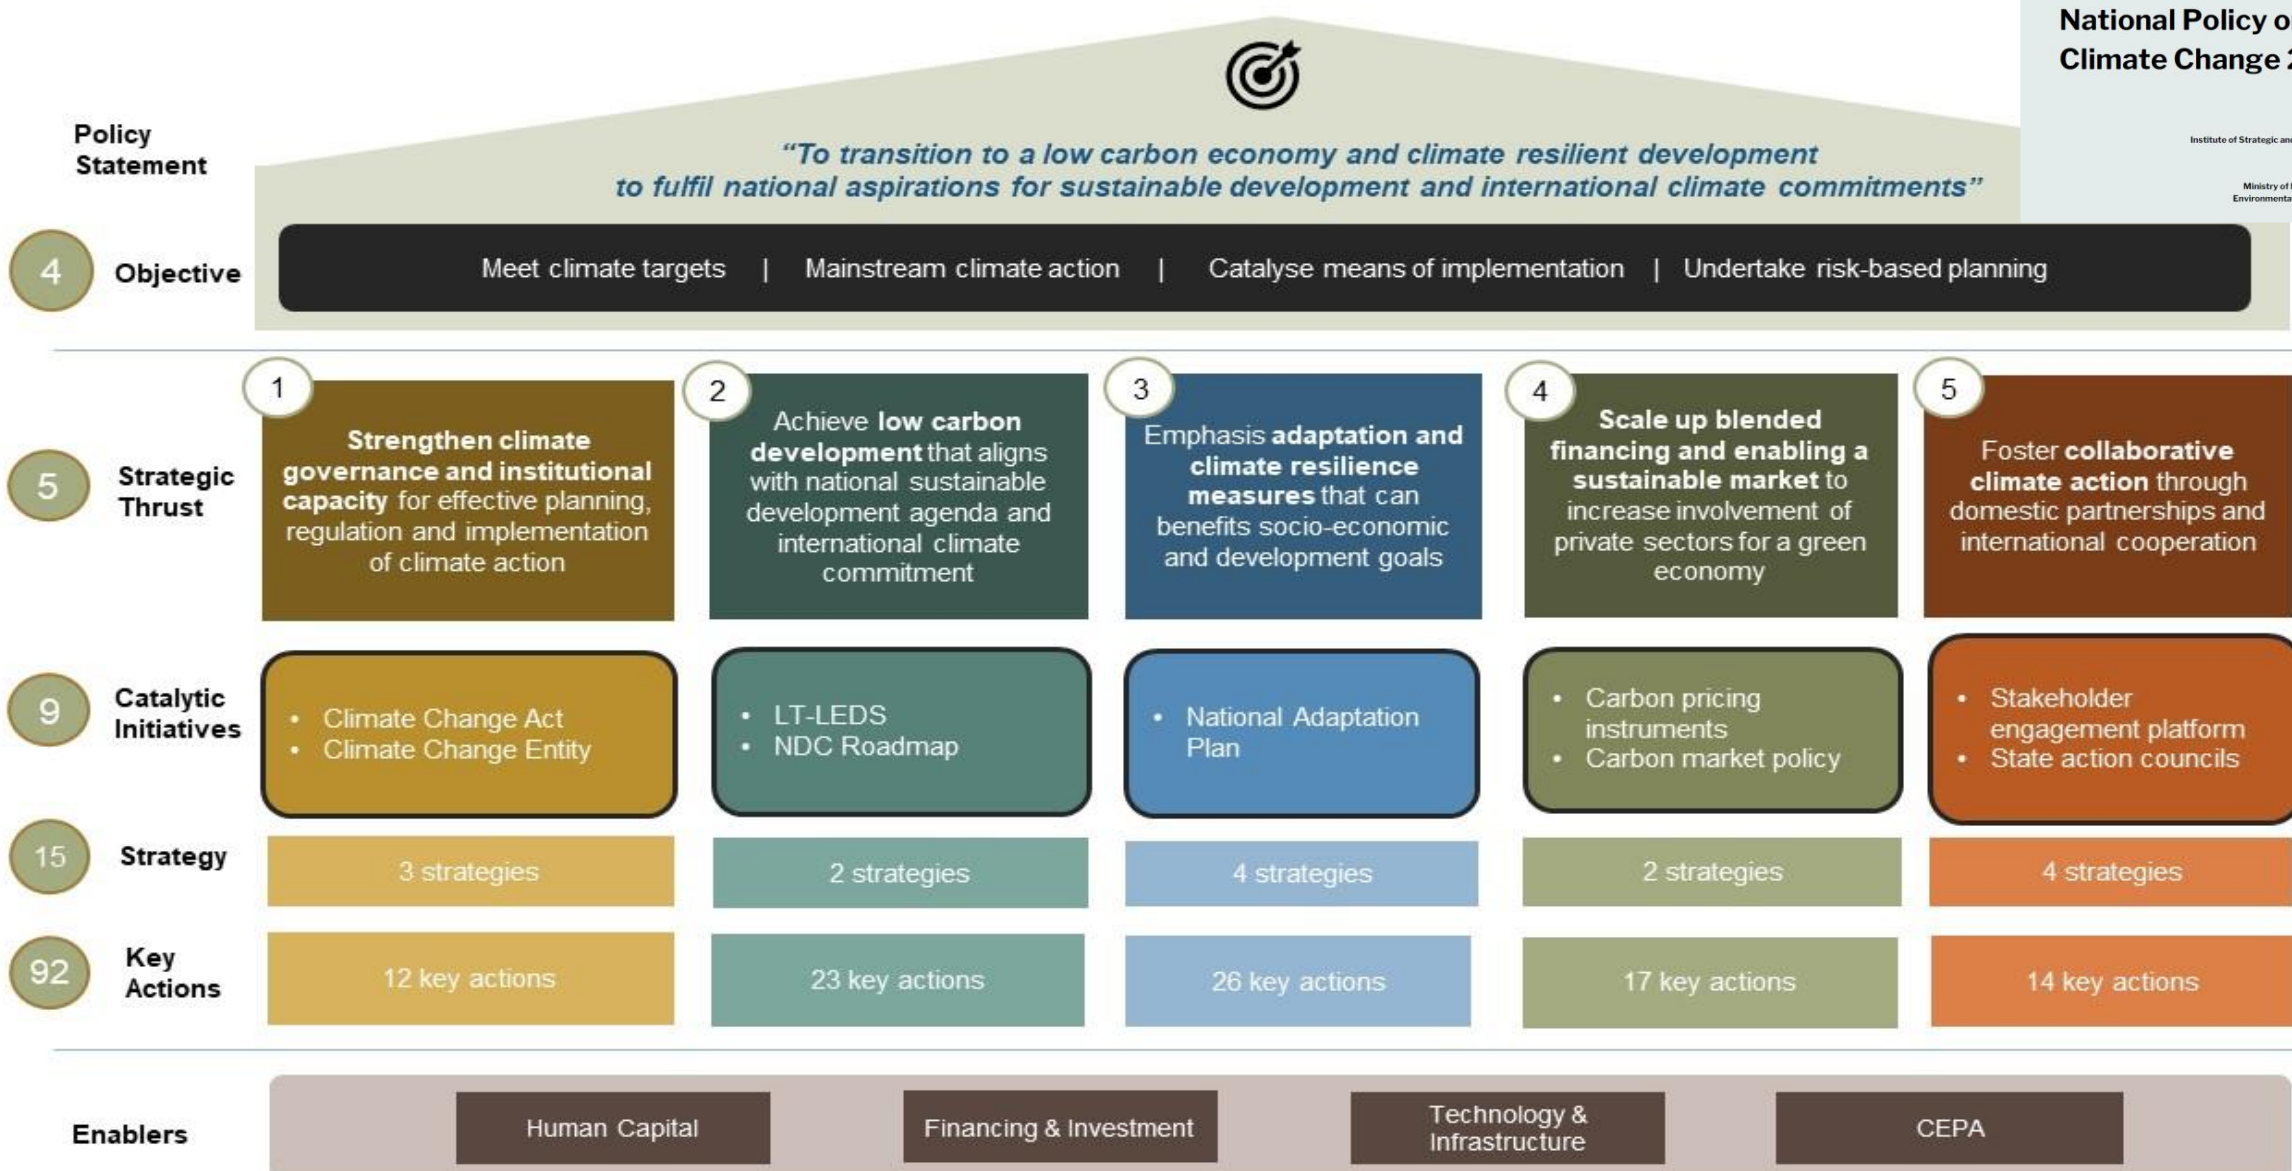 National Policy o
Climate Change
Institute of Strategic an
Ministry of
Environmenta
Policy
Statement
“To transition to a low carbon economy and climate resilient development
to fulfil national aspirations for sustainable development and international climate commitments”
4
Objective
Meet climate targets | Mainstream climate action | Catalyse means of implementation | Undertake risk-based planning
5
Strategic
Thrust
1
Strengthen climate
governance and institutional
capacity for effective planning,
regulation and implementation
of climate action
2
Achieve low carbon
development that aligns
with national sustainable
development agenda and
international climate
commitment
3
Emphasis adaptation and
climate resilience
measures that can
benefits socio-economic
and development goals
4
Scale up blended
financing and enabling a
sustainable market to
increase involvement of
private sectors for a green
economy
5
Foster collaborative
climate action through
domestic partnerships and
international cooperation
9
Catalytic
Initiatives
• Climate Change Act
• Climate Change Entity
• LT-LEDS
• NDC Roadmap
• National Adaptation
Plan
• Carbon pricing
instruments
• Carbon market policy
• Stakeholder
engagement platform
• State action councils
15
Strategy
3 strategies
2 strategies
4 strategies
2 strategies
4 strategies
92
Key
Actions
12 key actions
23 key actions
26 key actions
17 key actions
14 key actions
Enablers
Human Capital
Financing & Investment
Technology &
Infrastructure
CEPA